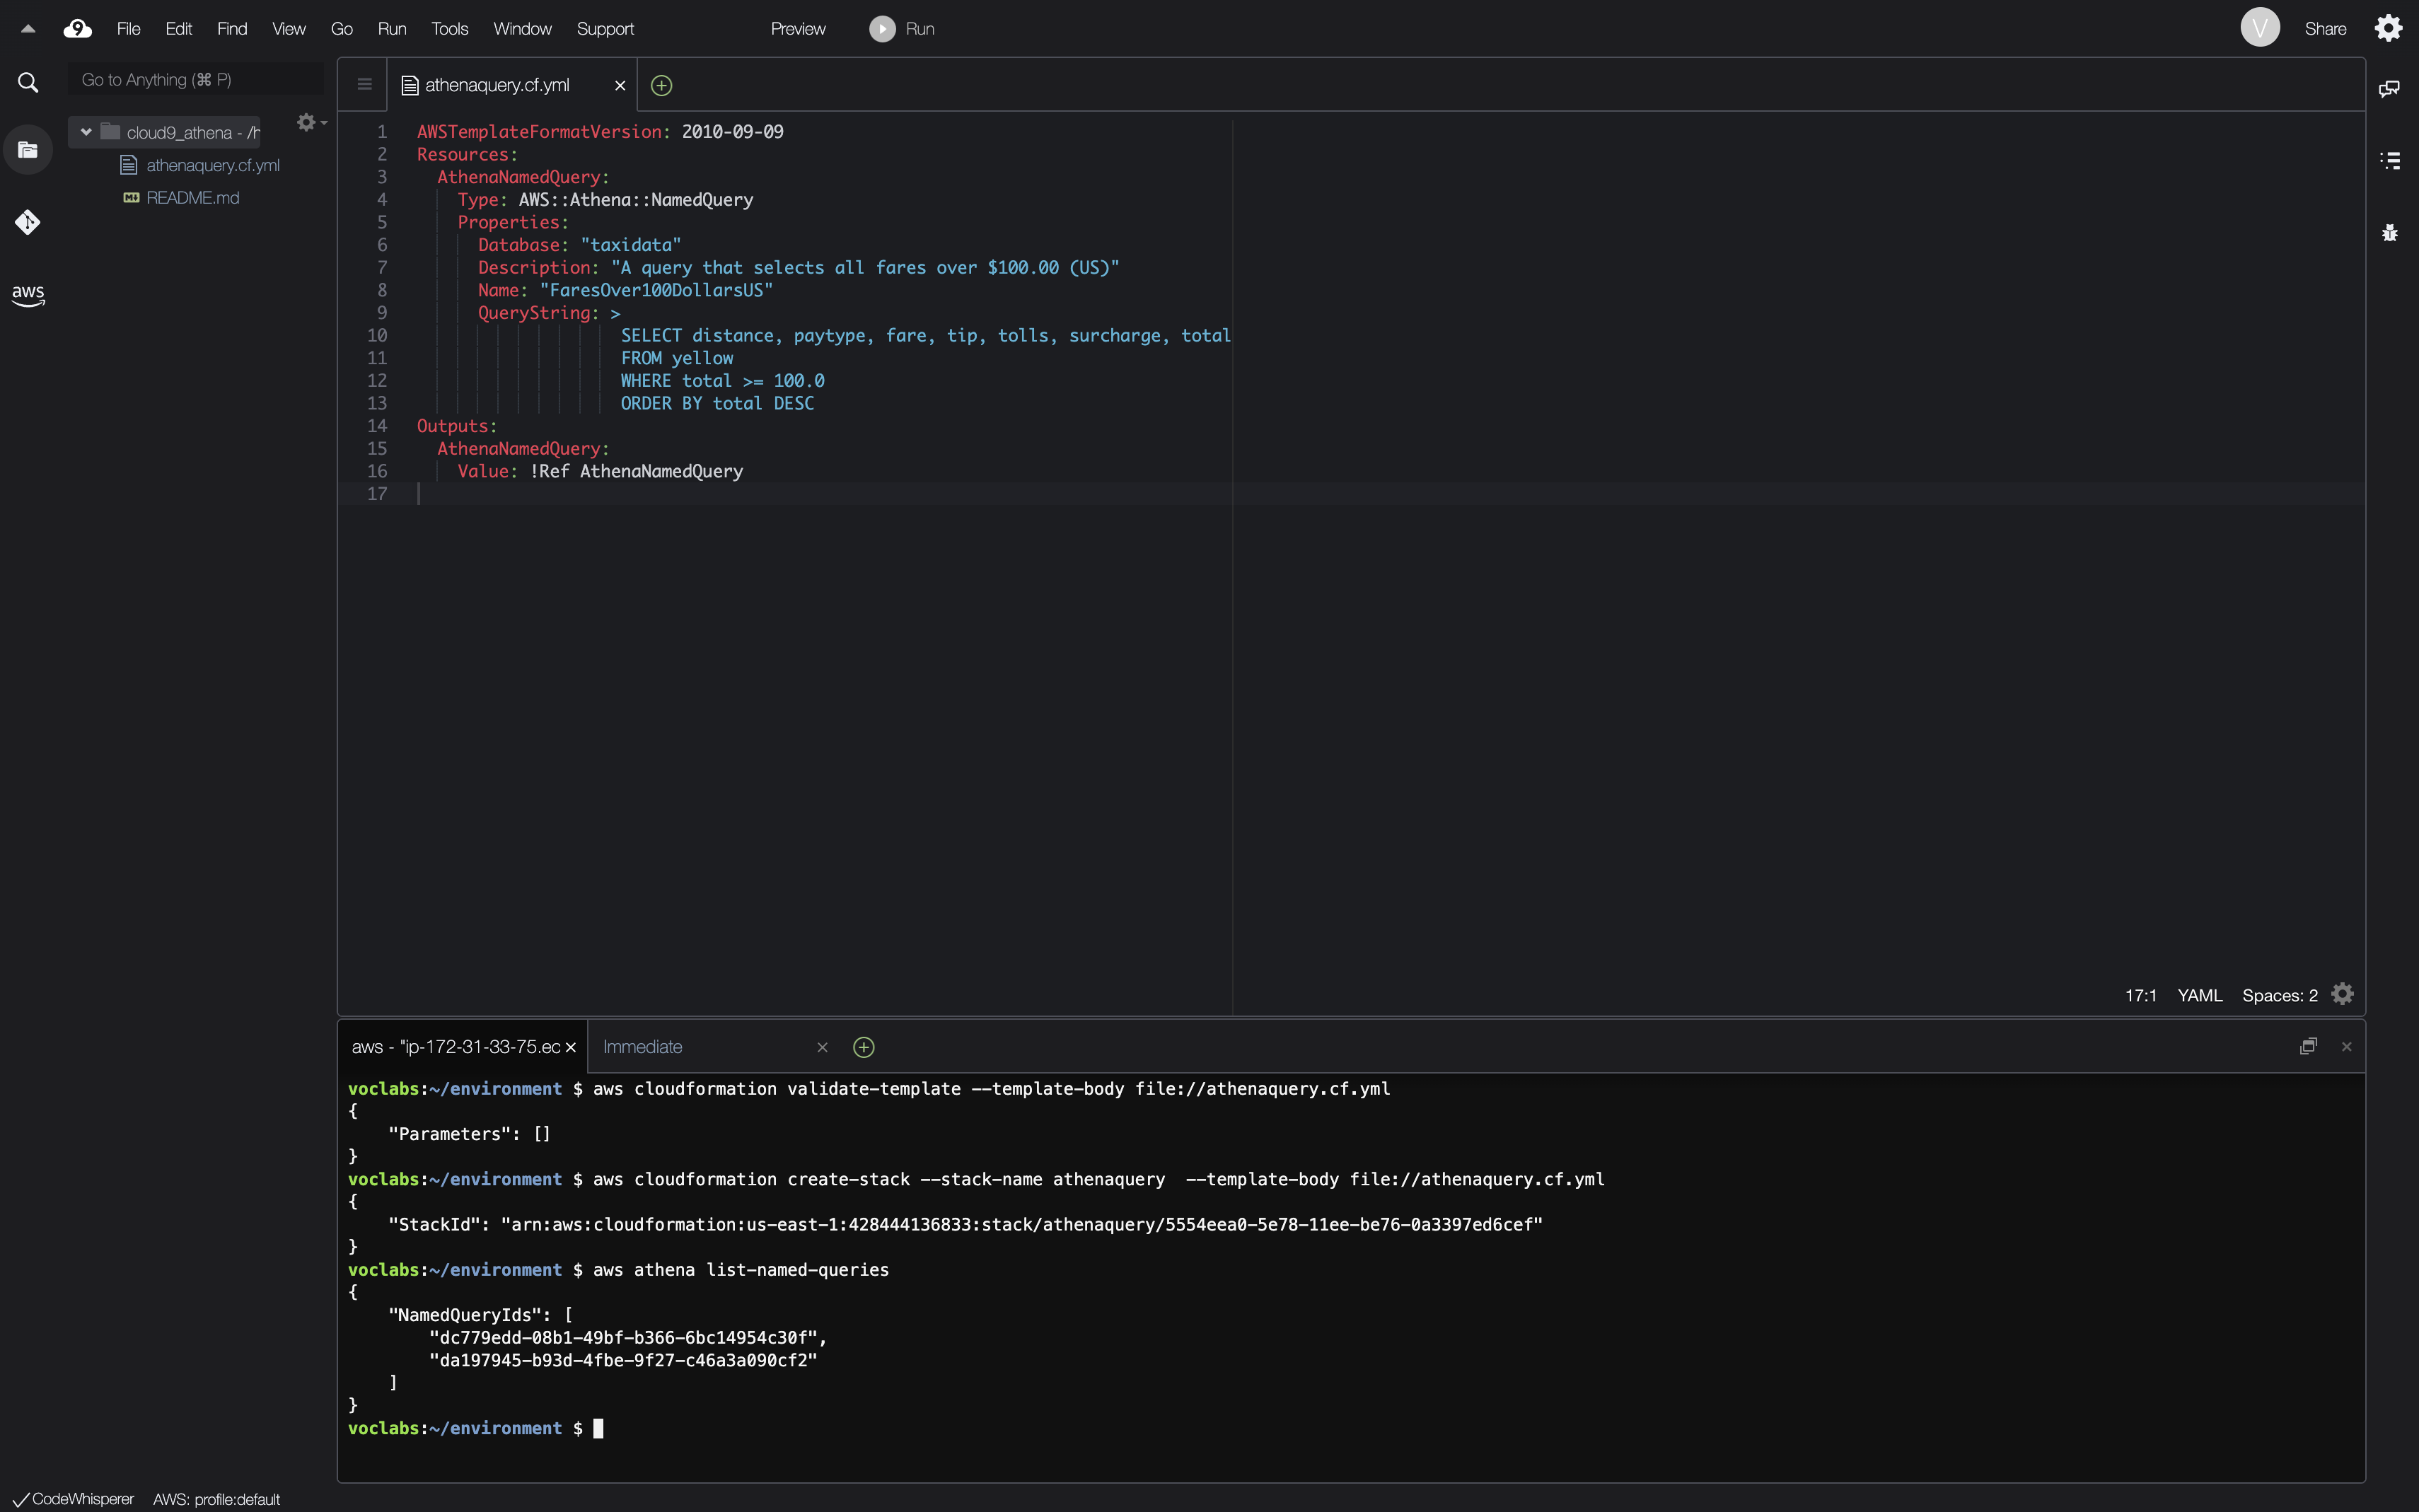 File Edit Find View Go Run Tools Window Support Preview Run V Share
Go to Anything (⌘ P)
cloud9_athena - /h
athenaquery.cf.yml
README.md
aws
athenaquery.cf.yml
1 AWSTemplateFormatVersion: 2010-09-09
2 Resources:
3   AthenaNamedQuery:
4     Type: AWS::Athena::NamedQuery
5     Properties:
6       Database: "taxidata"
7       Description: "A query that selects all fares over $100.00 (US)"
8       Name: "FaresOver100DollarsUS"
9       QueryString: >
10                     SELECT distance, paytype, fare, tip, tolls, surcharge, total
11                     FROM yellow
12                     WHERE total >= 100.0
13                     ORDER BY total DESC
14 Outputs:
15   AthenaNamedQuery:
16     Value: !Ref AthenaNamedQuery
17
17:1 YAML Spaces: 2
aws - "ip-172-31-33-75.ec Immediate
voclabs:~/environment $ aws cloudformation validate-template --template-body file://athenaquery.cf.yml
{
    "Parameters": []
}
voclabs:~/environment $ aws cloudformation create-stack --stack-name athenaquery  --template-body file://athenaquery.cf.yml
{
    "StackId": "arn:aws:cloudformation:us-east-1:428444136833:stack/athenaquery/5554eea0-5e78-11ee-be76-0a3397ed6cef"
}
voclabs:~/environment $ aws athena list-named-queries
{
    "NamedQueryIds": [
        "dc779edd-08b1-49bf-b366-6bc14954c30f",
        "da197945-b93d-4fbe-9f27-c46a3a090cf2"
    ]
}
voclabs:~/environment $
CodeWhisperer AWS: profile:default